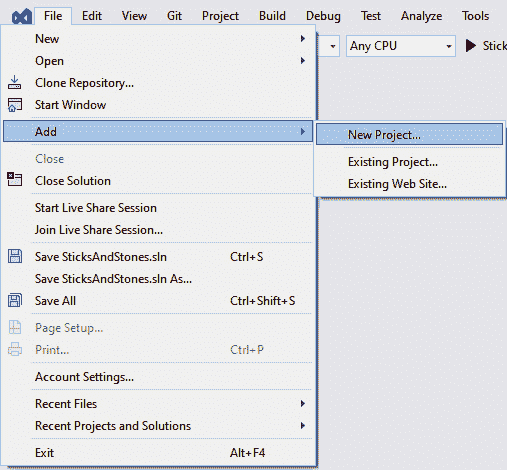 File Edit View Git Project Build Debug Test Analyze Tools
New
Any CPU Stick
Open
Clone Repository...
Start Window
Add
New Project...
Close
Existing Project...
Close Solution
Existing Web Site...
Start Live Share Session
Join Live Share Session...
Save SticksAndStones.sln Ctrl+S
Save SticksAndStones.sln As...
Save All Ctrl+Shift+S
Page Setup...
Print... Ctrl+P
Account Settings...
Recent Files
Recent Projects and Solutions
Exit Alt+F4